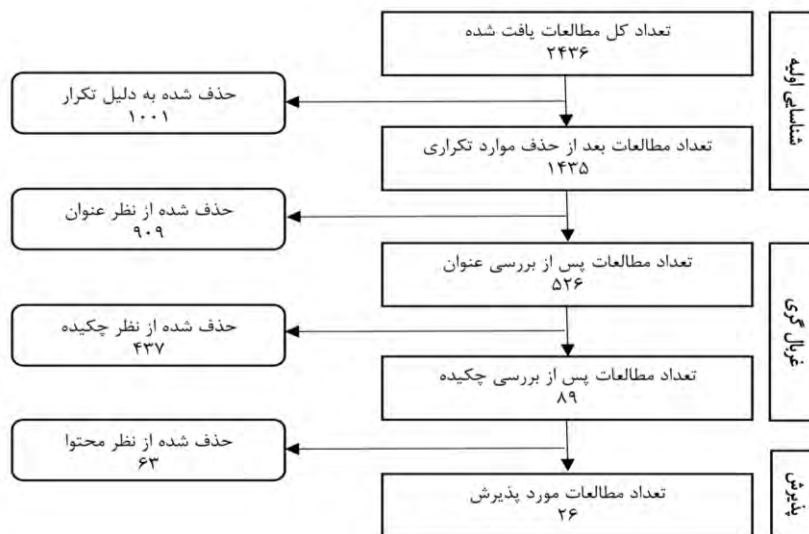 تعداد کل مطالعات یافت شده
۲۴۳۶
شناسایی اولیه
حذف شده به دلیل تکرار
۱۰۰۱
تعداد مطالعات بعد از حذف موارد تکراری
۱۴۳۵
حذف شده از نظر عنوان
۹۰۹
تعداد مطالعات پس از بررسی عنوان
۵۲۶
غربال گری
حذف شده از نظر چکیده
۴۳۷
تعداد مطالعات پس از بررسی چکیده
۸۹
حذف شده از نظر محتوا
۶۳
تعداد مطالعات مورد پذیرش
۲۶
پذیرش